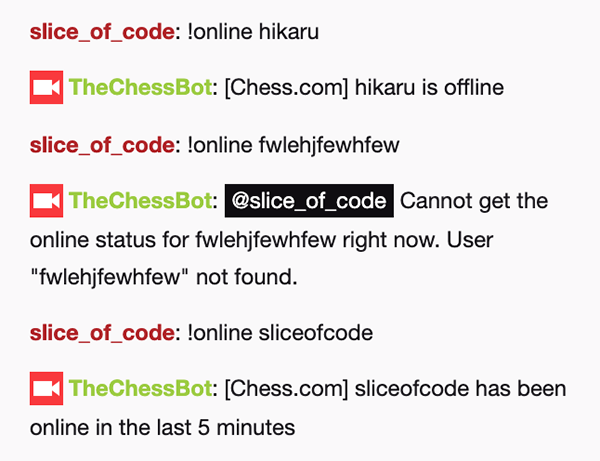 slice_of_code: !online hikaru
TheChessBot: [Chess.com] hikaru is offline
slice_of_code: !online fwlehjfewhfew
TheChessBot: @slice_of_code Cannot get the
online status for fwlehjfewhfew right now. User
"fwlehjfewhfew" not found.
slice_of_code: !online sliceofcode
TheChessBot: [Chess.com] sliceofcode has been
online in the last 5 minutes